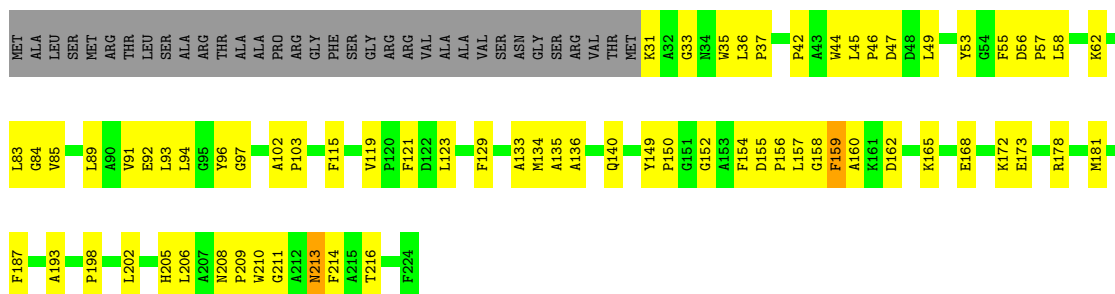 MET ALA LEU SER MET ARG THR LEU SER ALA ARG THR ALA ALA PRO ARG GLY PHE SER GLY ARG ARG VAL ALA ALA VAL SER ASN GLY SER ARG VAL THR MET K31 A32 G33 N34 W35 L36 P37 P42 A43 W44 L45 P46 D47 D48 L49 Y53 G54 F55 D56 P57 L58 K62
L83 G84 V85 L89 A90 V91 E92 L93 L94 G95 Y96 G97 A102 P103 F115 V119 P120 F121 D122 L123 F129 A133 M134 A135 A136 Q140 Y149 P150 G151 G152 A153 F154 D155 P156 L157 G158 F159 A160 K161 D162 K165 E168 K172 E173 R178 M181
F187 A193 P198 L202 H205 L206 A207 N208 P209 W210 G211 A212 N213 F214 A215 T216 F224